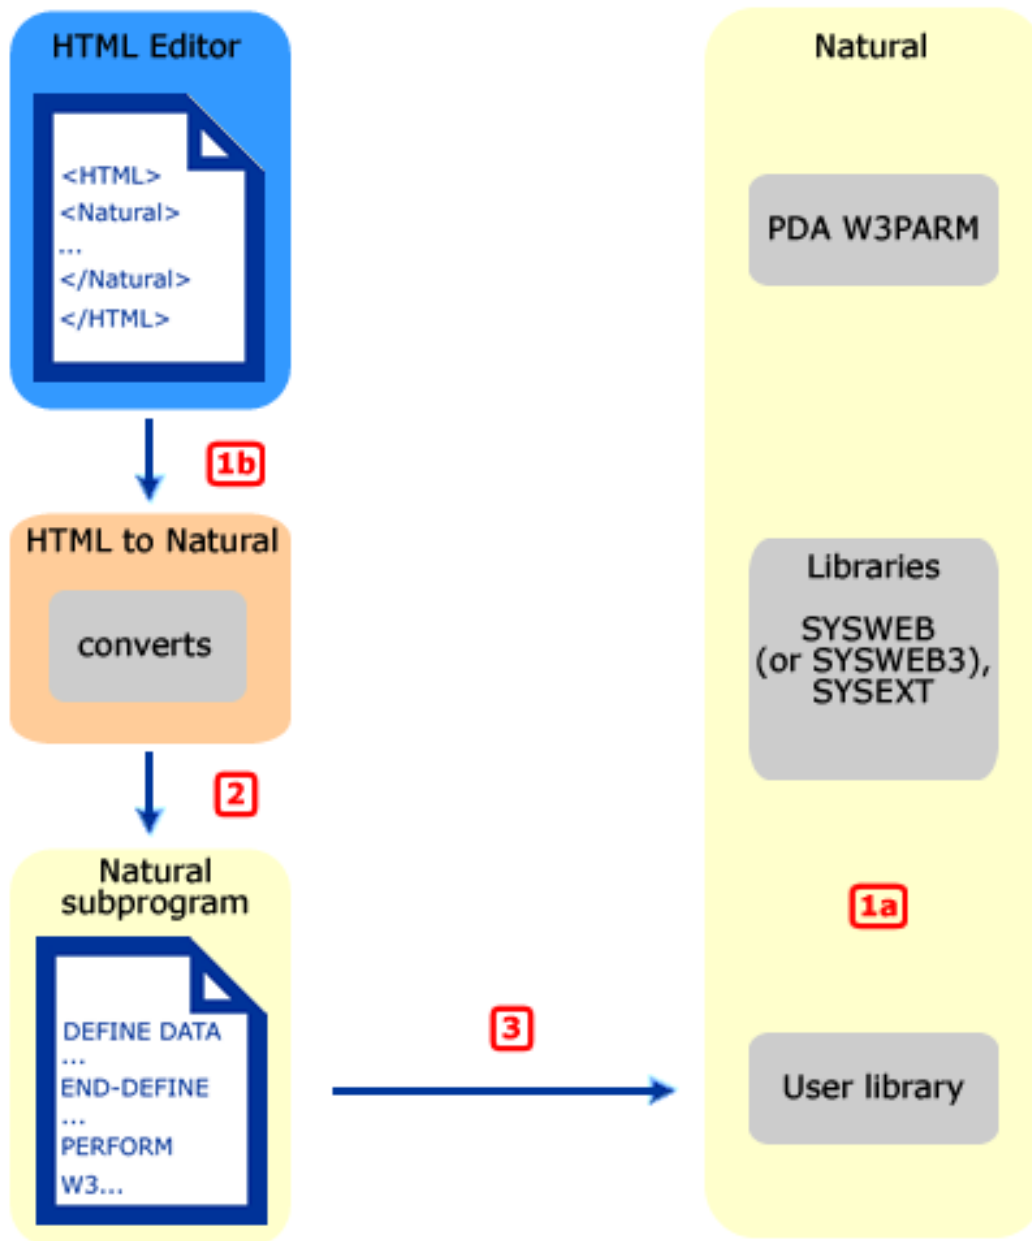 HTML Editor
<HTML>
<Natural>
...
</Natural>
</HTML>
1b
HTML to Natural
converts
2
Natural
subprogram
DEFINE DATA
...
END-DEFINE
...
PERFORM
W3...
3
Natural
PDA W3PARM
Libraries
SYSWEB
(or SYSWEB3),
SYSEXT
1a
User library